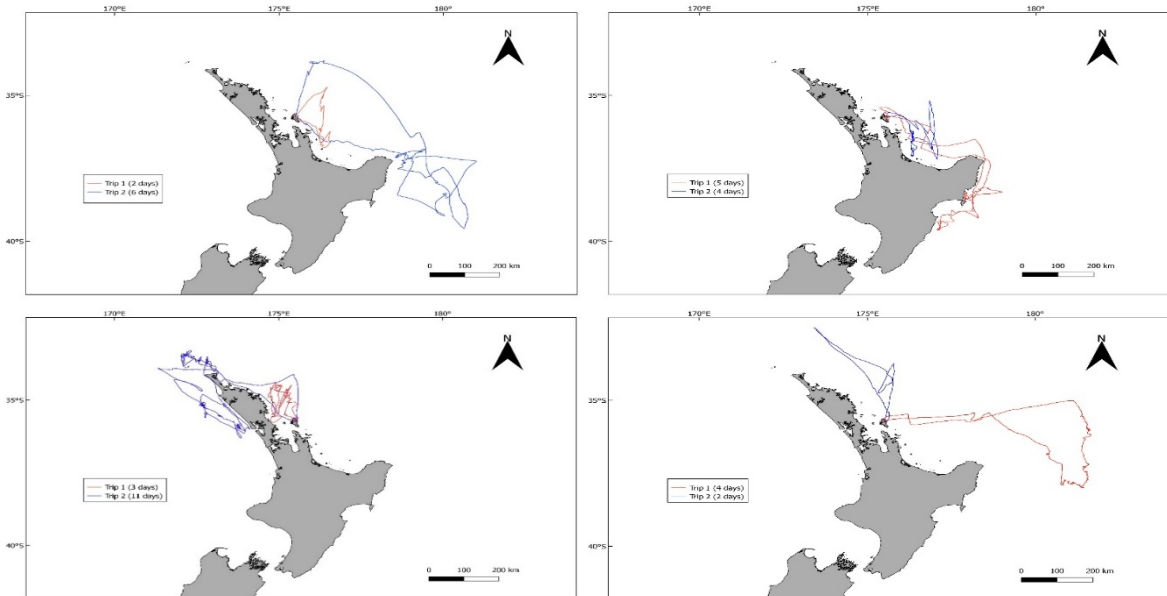 170° 175°E 180°
N
35°S
Trip 1 (2 days)
Trip 2 (6 days)
40°S
0 100 200 km
170° 175°E 180°
N
35°S
Trip 1 (5 days)
Trip 2 (4 days)
40°S
0 100 200 km
170° 175°E 180°
N
35°S
Trip 1 (3 days)
Trip 2 (11 days)
40°S
0 100 200 km
170° 175°E 180°
N
35°S
Trip 1 (4 days)
Trip 2 (2 days)
40°S
0 100 200 km